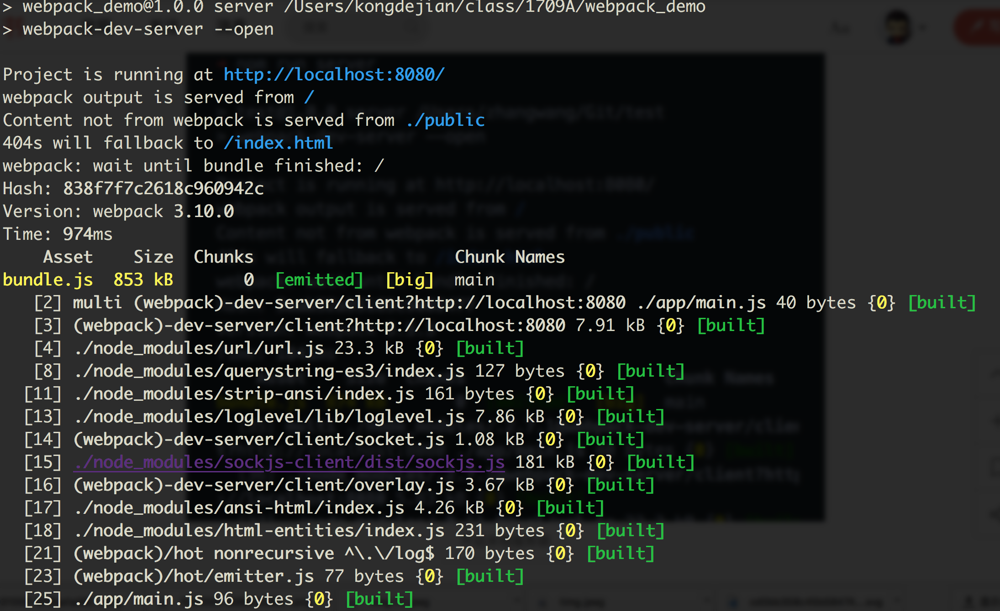 > webpack_demo@1.0.0 server /Users/kongdejian/class/1709A/webpack_demo
> webpack-dev-server --open
Project is running at http://localhost:8080/
webpack output is served from /
Content not from webpack is served from ./public
404s will fallback to /index.html
webpack: wait until bundle finished: /
Hash: 838f7f7c2618c960942c
Version: webpack 3.10.0
Time: 974ms
Asset Size Chunks Chunk Names
bundle.js 853 kB 0 [emitted] [big] main
[2] multi (webpack)-dev-server/client?http://localhost:8080 ./app/main.js 40 bytes {0} [built]
[3] (webpack)-dev-server/client?http://localhost:8080 7.91 kB {0} [built]
[4] ./node_modules/url/url.js 23.3 kB {0} [built]
[8] ./node_modules/querystring-es3/index.js 127 bytes {0} [built]
[11] ./node_modules/strip-ansi/index.js 161 bytes {0} [built]
[13] ./node_modules/loglevel/lib/loglevel.js 7.86 kB {0} [built]
[14] (webpack)-dev-server/client/socket.js 1.08 kB {0} [built]
[15] ./node_modules/sockjs-client/dist/sockjs.js 181 kB {0} [built]
[16] (webpack)-dev-server/client/overlay.js 3.67 kB {0} [built]
[17] ./node_modules/ansi-html/index.js 4.26 kB {0} [built]
[18] ./node_modules/html-entities/index.js 231 bytes {0} [built]
[21] (webpack)/hot nonrecursive ^\.\/log$ 170 bytes {0} [built]
[23] (webpack)/hot/emitter.js 77 bytes {0} [built]
[25] ./app/main.js 96 bytes {0} [built]